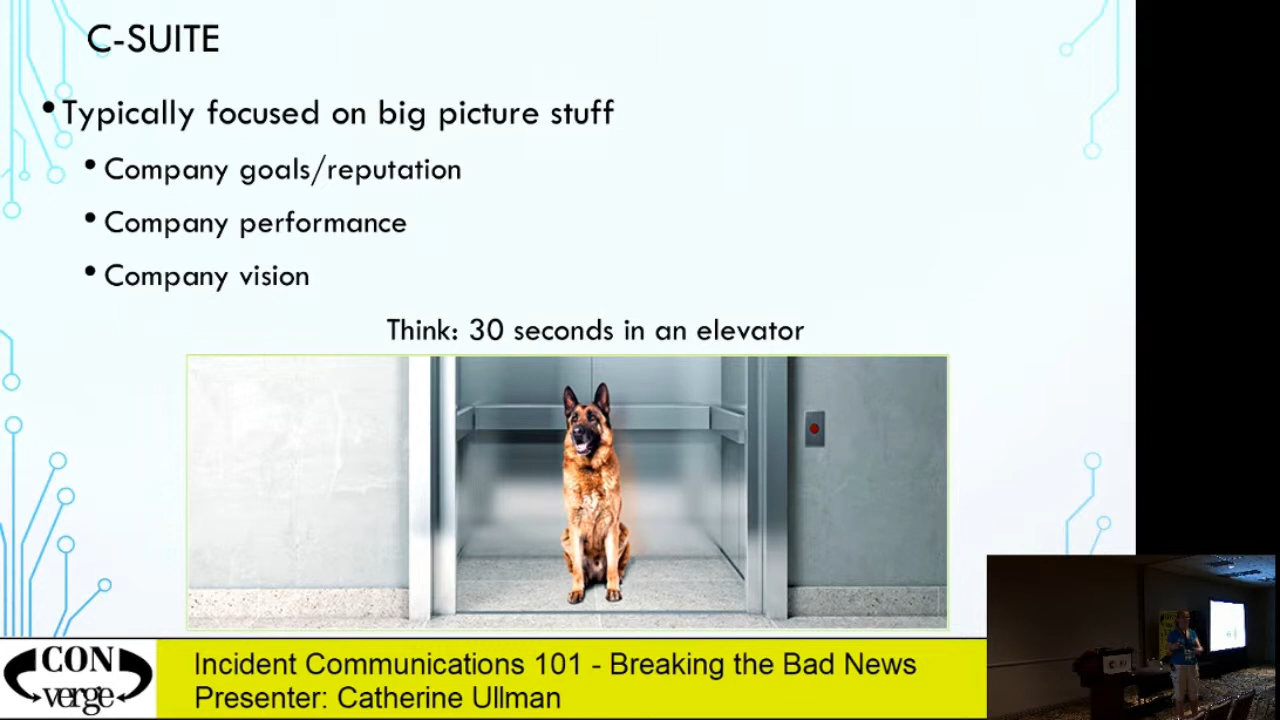 C-SUITE
• Typically focused on big picture stuff
• Company goals/reputation
• Company performance
• Company vision
Think: 30 seconds in an elevator
CON
verge
Incident Communications 101 - Breaking the Bad News
Presenter: Catherine Ullman